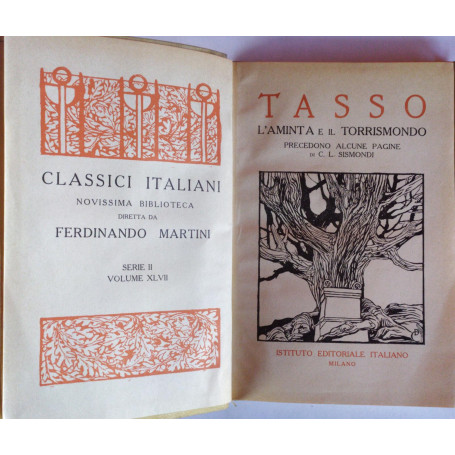 CLASSICI ITALIANI
NOVISSIMA BIBLIOTECA
DIRETTA DA
FERDINANDO MARTINI
SERIE II
VOLUME XLVII
TASSO
L'AMINTA E IL TORRISMONDO
PRECEDONO ALCUNE PAGINE
DI C. L. SISMONDI
ISTITUTO EDITORIALE ITALIANO
MILANO